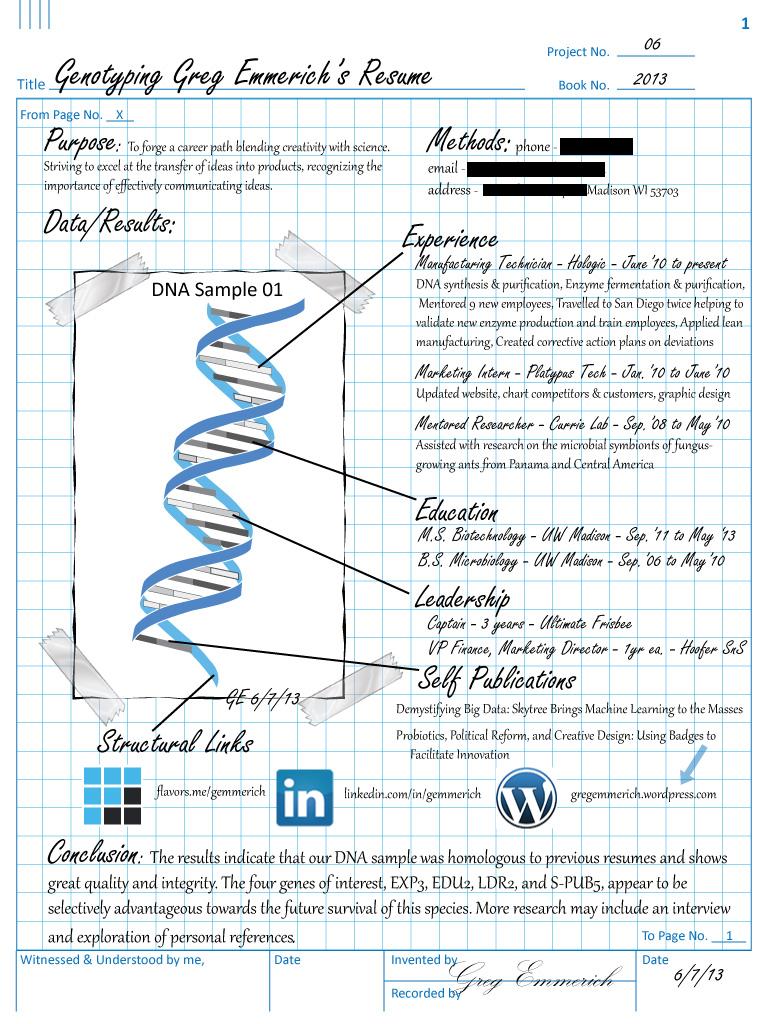 1
Project No. 06
Title Genotyping Greg Emmerich's Resume
Book No. 2013
From Page No. X
Purpose: To forge a career path blending creativity with science.
Striving to excel at the transfer of ideas into products, recognizing the
importance of effectively communicating ideas.
Methods: phone -
email -
address - Madison WI 53703
Data/Results:
DNA Sample 01
GE 6/7/13
Experience
Manufacturing Technician - Hologic - June '10 to present
DNA synthesis & purification, Enzyme fermentation & purification,
Mentored 9 new employees, Travelled to San Diego twice helping to
validate new enzyme production and train employees, Applied lean
manufacturing, Created corrective action plans on deviations
Marketing Intern - Platypus Tech - Jan. '10 to June '10
Updated website, chart competitors & customers, graphic design
Mentored Researcher - Currie Lab - Sep. '08 to May '10
Assisted with research on the microbial symbionts of fungus-
growing ants from Panama and Central America
Education
M.S. Biotechnology - UW Madison - Sep. '11 to May '13
B.S. Microbiology - UW Madison - Sep. '06 to May '10
Leadership
Captain - 3 years - Ultimate Frisbee
VP Finance, Marketing Director - 1yr ea. - Hoofer SnS
Self Publications
Demystifying Big Data: Skytree Brings Machine Learning to the Masses
Probiotics, Political Reform, and Creative Design: Using Badges to
Facilitate Innovation
Structural Links
flavors.me/gemmerich
in
linkedin.com/in/gemmerich
W
gregemmerich.wordpress.com
Conclusion: The results indicate that our DNA sample was homologous to previous resumes and shows
great quality and integrity. The four genes of interest, EXP3, EDU2, LDR2, and S-PUB5, appear to be
selectively advantageous towards the future survival of this species. More research may include an interview
and exploration of personal references.
To Page No. 1
Witnessed & Understood by me,
Date
Invented by
Greg Emmerich
Recorded by
Date
6/7/13